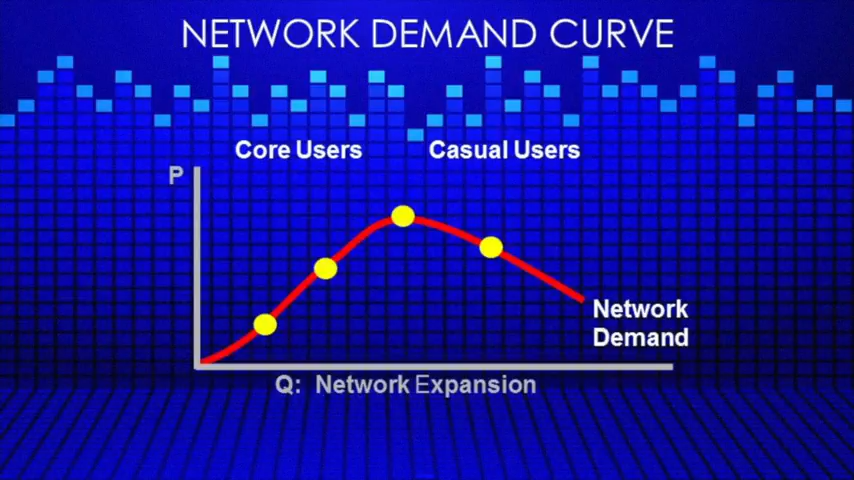 NETWORK DEMAND CURVE
Core Users
Casual Users
P
Network
Demand
Q: Network Expansion